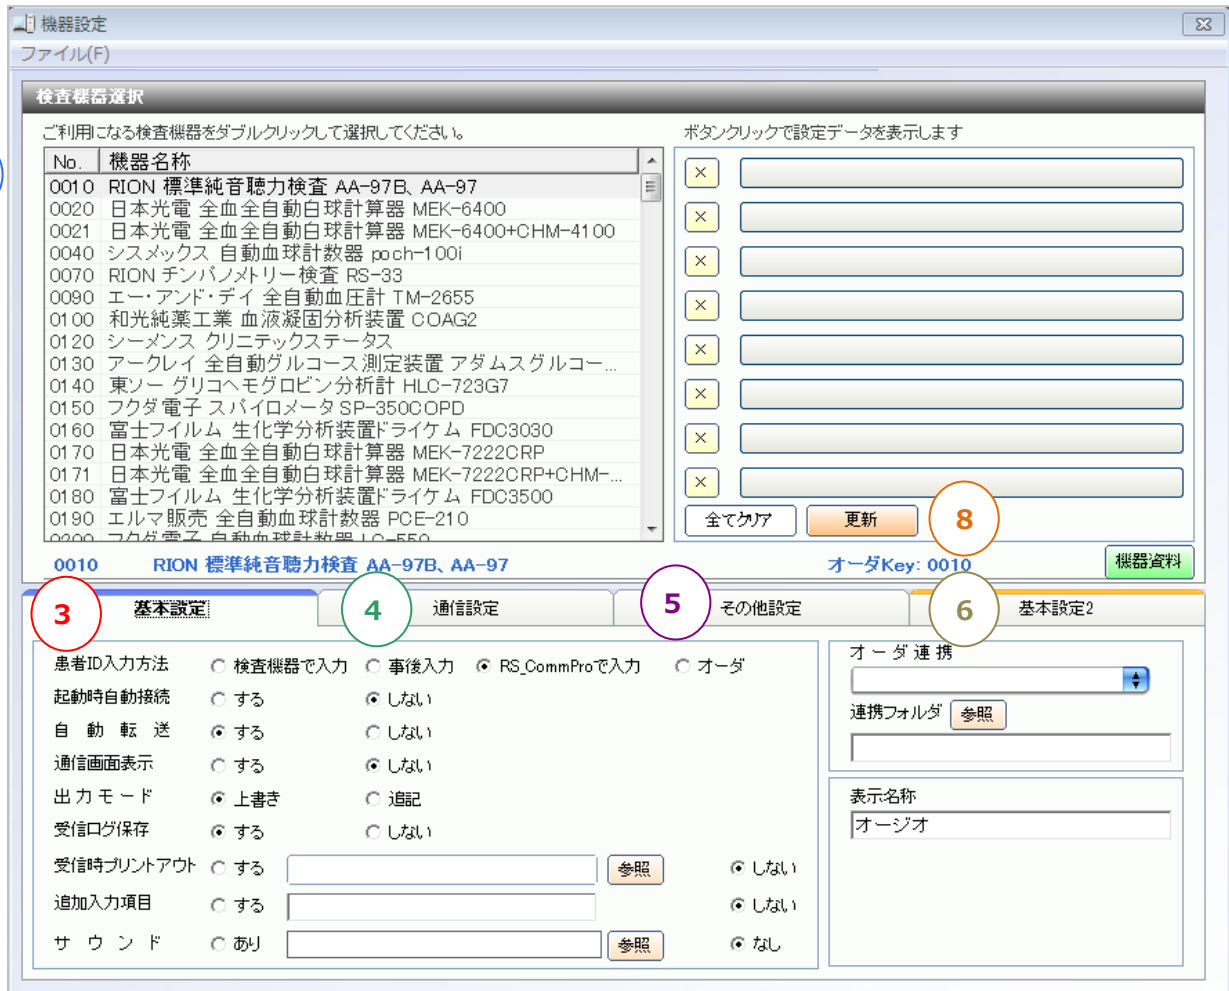 機器設定
ファイル(F)
検査機器選択
ご利用になる検査機器をダブルクリックして選択してください。
ボタンクリックで設定データを表示します
No. 機器名称
0010 RION 標準純音聴力検査 AA-97B、AA-97
0020 日本光電 全血全自動白球計算器 MEK-6400
0021 日本光電 全血全自動白球計算器 MEK-6400+CHM-4100
0040 シスメックス 自動血球計数器 poch-100i
0070 RION チンパノメトリー検査 RS-33
0090 エー・アンド・デイ 全自動血圧計 TM-2655
0100 和光純薬工業 血液凝固分析装置 COAG2
0120 シーメンス クリニテックステータス
0130 アークレイ 全自動グルコース測定装置 アダムスグルコー...
0140 東ソー グリコヘモグロビン分析計 HLC-723G7
0150 フクダ電子 スパイロメータ SP-350COPD
0160 富士フイルム 生化学分析装置ドライケム FDC3030
0170 日本光電 全血全自動白球計算器 MEK-7222CRP
0171 日本光電 全血全自動白球計算器 MEK-7222CRP+CHM-...
0180 富士フイルム 生化学分析装置ドライケム FDC3500
0190 エルマ販売 全自動血球計数器 PCE-210
0200 フクダ電子 自動血球計数器 LC-550
×
×
×
×
×
×
×
×
全てクリア 更新 8
0010 RION 標準純音聴力検査 AA-97B、AA-97 オーダKey: 0010 機器資料
3 基本設定 4 通信設定 5 その他設定 6 基本設定2
患者ID入力方法 検査機器で入力 事後入力 RS_CommProで入力 オーダ
起動時自動接続 する しない
自動転送 する しない
通信画面表示 する しない
出力モード 上書き 追記
受信ログ保存 する しない
受信時プリントアウト する 参照 しない
追加入力項目 する しない
サウンド あり 参照 なし
オーダ連携
連携フォルダ 参照
表示名称
オージオ